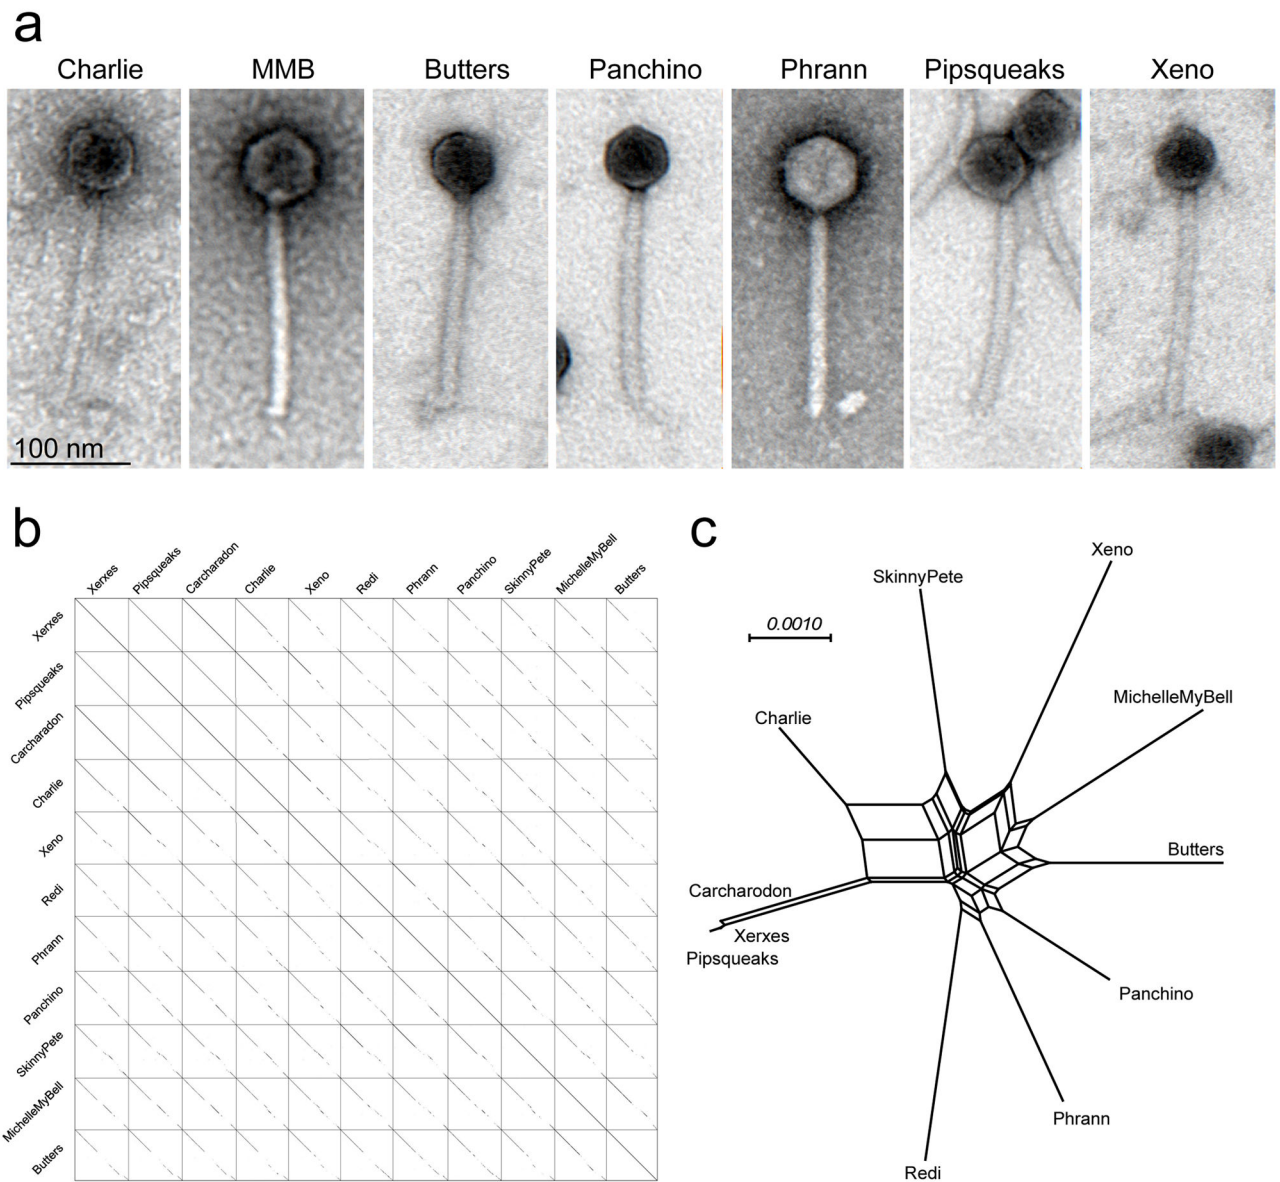 a
Charlie MMB Butters Panchino Phrann Pipsqueaks Xeno
100 nm
b
Xerxes Pipsqueaks Carcharadon Charlie Xeno Redi Phrann Panchino SkinnyPete MichelleMyBell Butters
Xerxes
Pipsqueaks
Carcharadon
Charlie
Xeno
Redi
Phrann
Panchino
SkinnyPete
MichelleMyBell
Butters
c
Xeno
SkinnyPete
0.0010
MichelleMyBell
Charlie
Butters
Carcharodon
Xerxes
Pipsqueaks
Panchino
Phrann
Redi